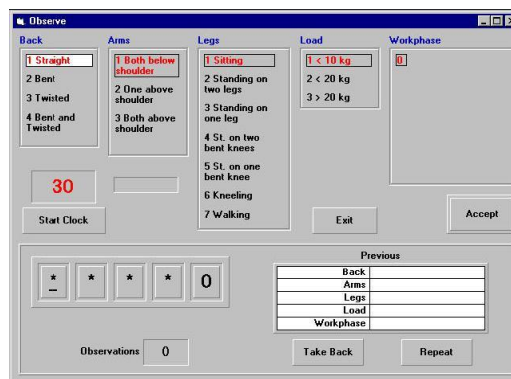 Observe
Back
1 Straight
2 Bent
3 Twisted
4 Bent and
Twisted
Arms
1 Both below
shoulder
2 One above
shoulder
3 Both above
shoulder
Legs
1 Sitting
2 Standing on
two legs
3 Standing on
one leg
4 St. on two
bent knees
5 St. on one
bent knee
6 Kneeling
7 Walking
Load
1 < 10 kg
2 < 20 kg
3 > 20 kg
Workphase
0
30
Start Clock
Exit
Accept
* * * * 0
Observations 0
Previous
Back
Arms
Legs
Load
Workphase
Take Back
Repeat